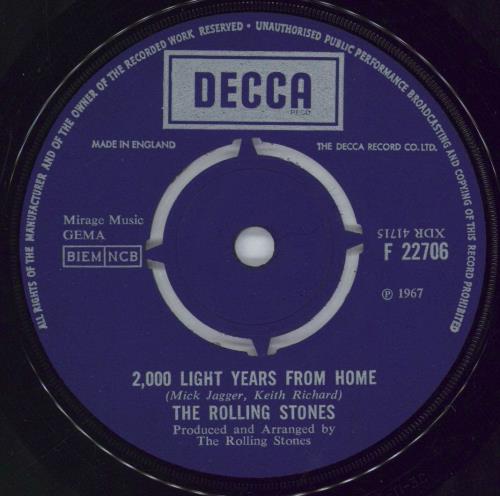 ALL RIGHTS OF THE MANUFACTURER AND OF THE OWNER OF THE RECORDED WORK RESERVED · UNAUTHORISED PUBLIC PERFORMANCE BROADCASTING AND COPYING OF THIS RECORD PROHIBITED
DECCA
MADE IN ENGLAND
THE DECCA RECORD CO. LTD.
Mirage Music
GEMA
BIEM NCB
XDR 41715
F 22706
℗ 1967
2,000 LIGHT YEARS FROM HOME
(Mick Jagger, Keith Richard)
THE ROLLING STONES
Produced and Arranged by
The Rolling Stones